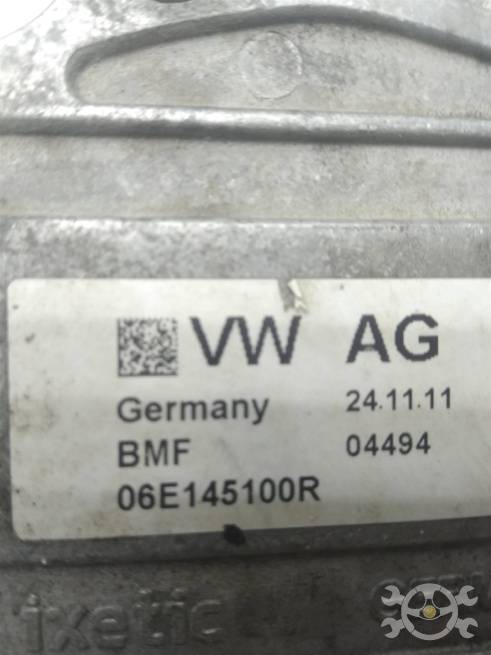 VW AG
Germany 24.11.11
BMF 04494
06E145100R
ixetic